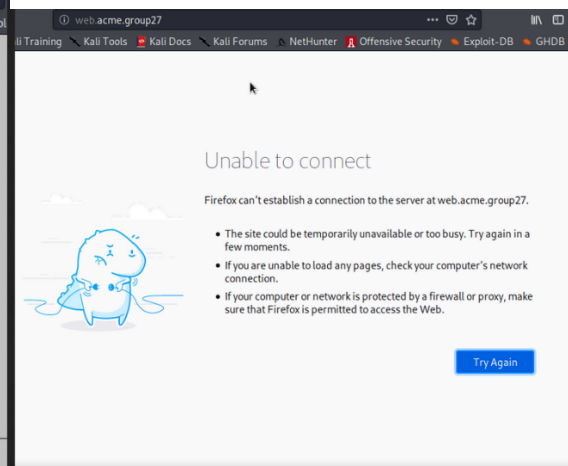 web.acme.group27
Kali Tools Kali Docs Kali Forums NetHunter Offensive Security Exploit-DB GHDB
Unable to connect
Firefox can't establish a connection to the server at web.acme.group27.
• The site could be temporarily unavailable or too busy. Try again in a
few moments.
• If you are unable to load any pages, check your computer's network
connection.
• If your computer or network is protected by a firewall or proxy, make
sure that Firefox is permitted to access the Web.
Try Again